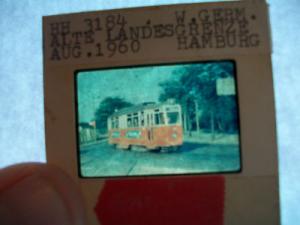 HH 3184 . W.GERM.
ALTE LANDESGRENZE
AUG.1960 HAMBURG